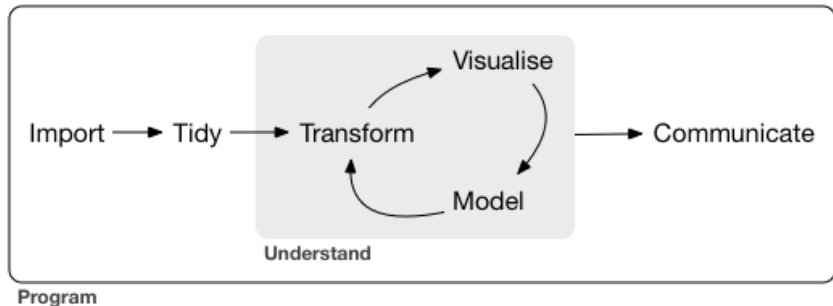 Visualise
Import
Tidy
Transform
Communicate
Model
Understand
Program